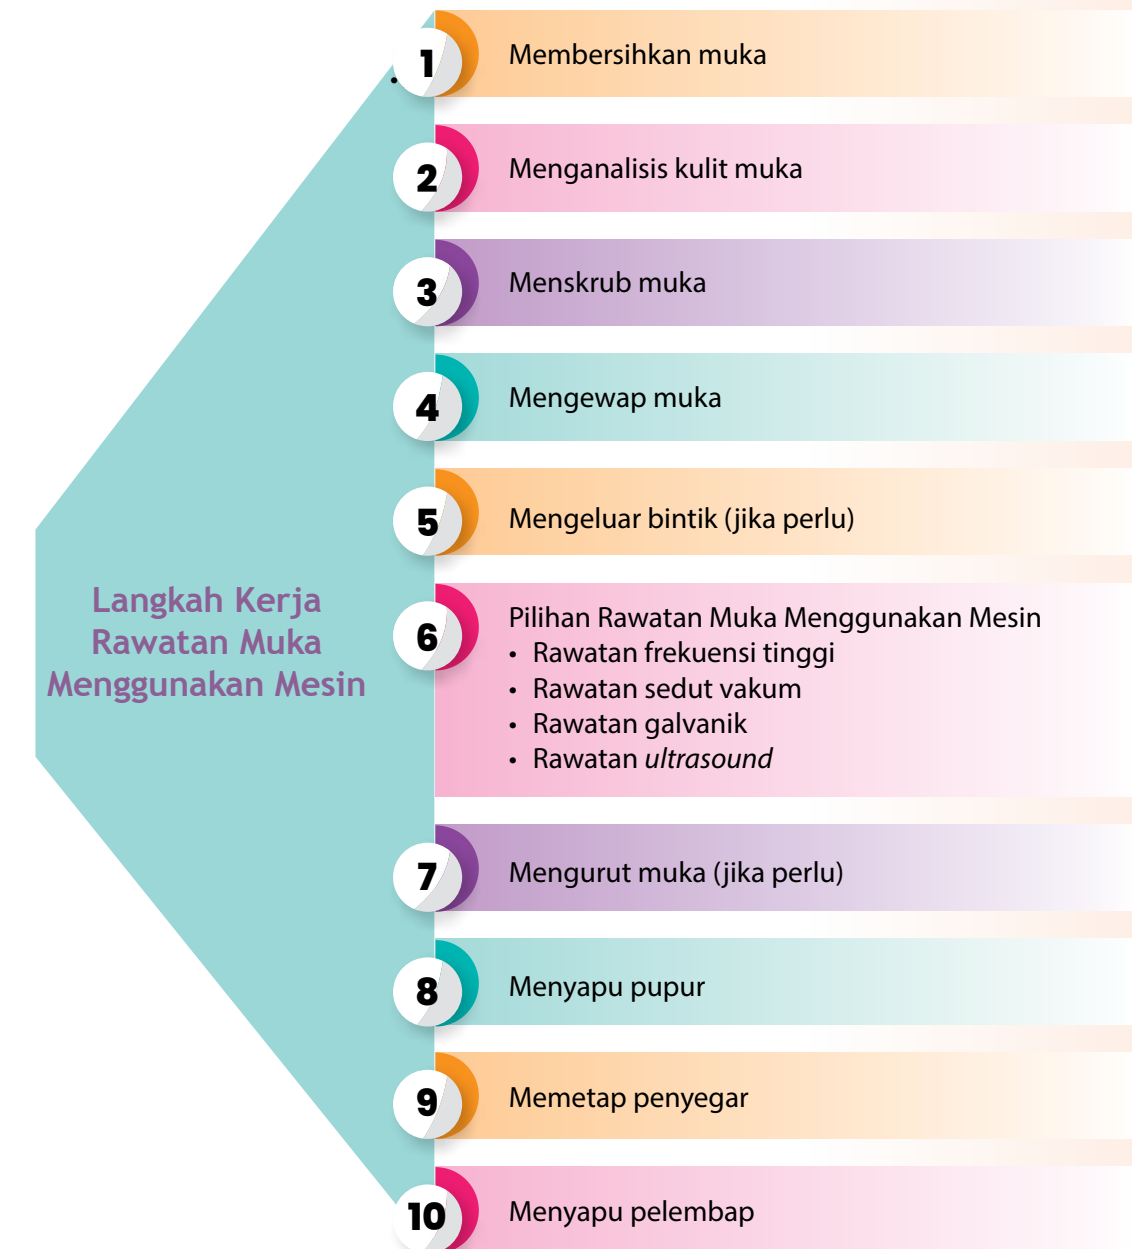 Langkah Kerja
Rawatan Muka
Menggunakan Mesin
1
Membersihkan muka
2
Menganalisis kulit muka
3
Menskrub muka
4
Mengewap muka
5
Mengeluar bintik (jika perlu)
6
Pilihan Rawatan Muka Menggunakan Mesin
• Rawatan frekuensi tinggi
• Rawatan sedut vakum
• Rawatan galvanik
• Rawatan ultrasound
7
Mengurut muka (jika perlu)
8
Menyapu pupur
9
Memetap penyegar
10
Menyapu pelembap